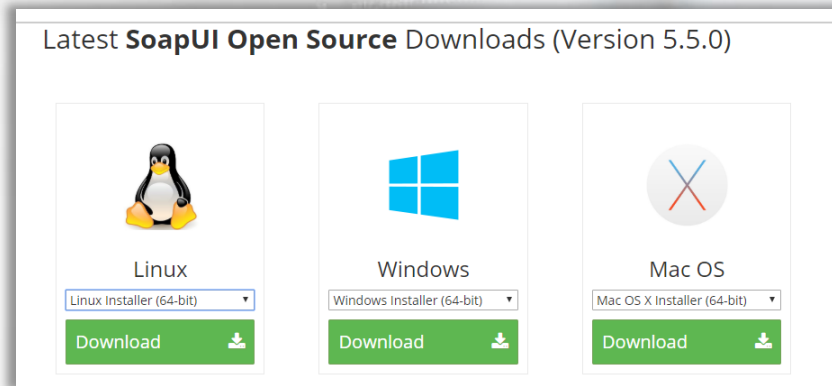 Latest SoapUI Open Source Downloads (Version 5.5.0)
Linux
Linux Installer (64-bit)
Download
Windows
Windows Installer (64-bit)
Download
Mac OS
Mac OS X Installer (64-bit)
Download